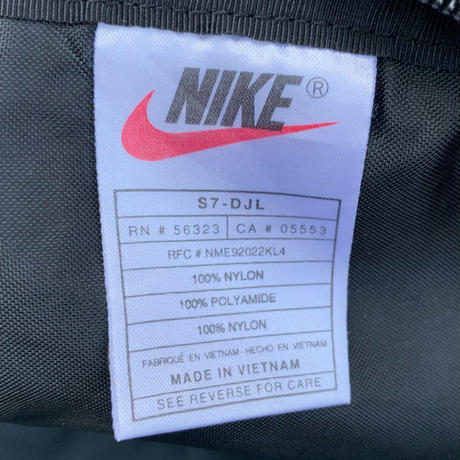 NIKE ®
S7-DJL
RN # 56323 CA # 05553
RFC # NME92022KL4
100% NYLON
100% POLYAMIDE
100% NYLON
FABRIQUÉ EN VIETNAM-HECHO EN VIETNAM
MADE IN VIETNAM
SEE REVERSE FOR CARE